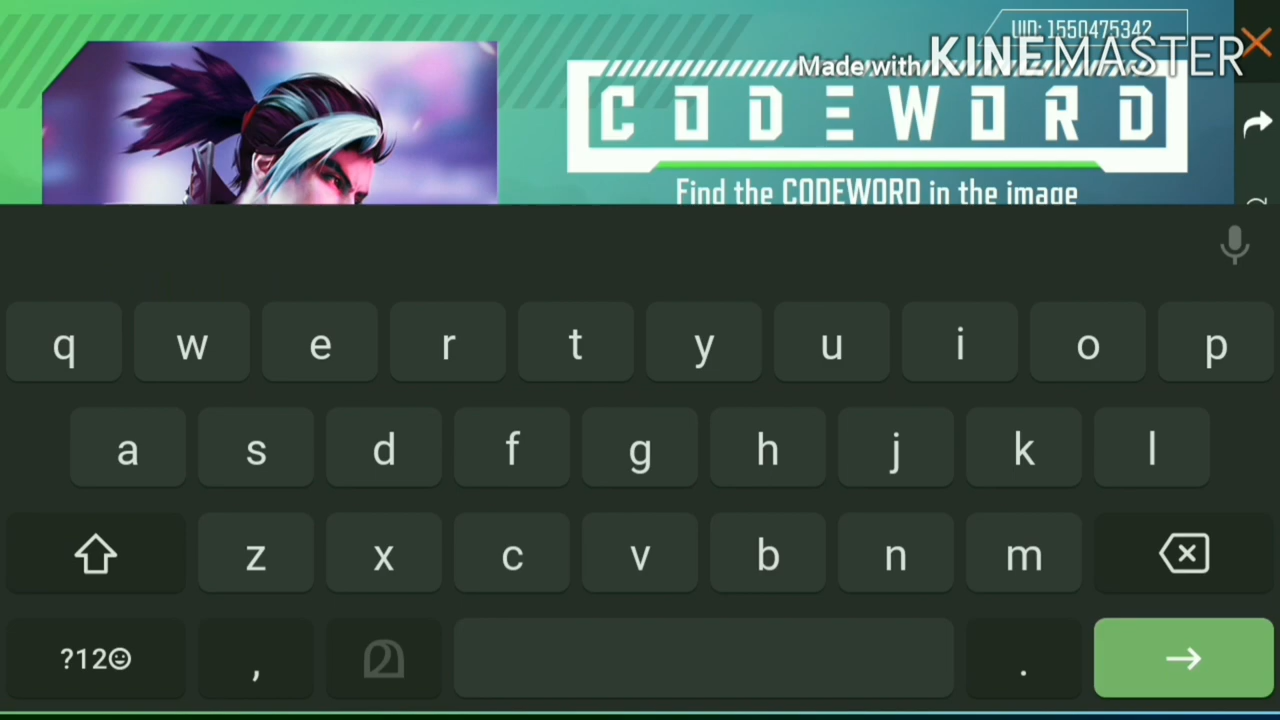 UID: 1550475342
Made with KINEMASTER
CODEWORD
Find the CODEWORD in the image
q w e r t y u i o p
a s d f g h j k l
z x c v b n m
?12 , മ .